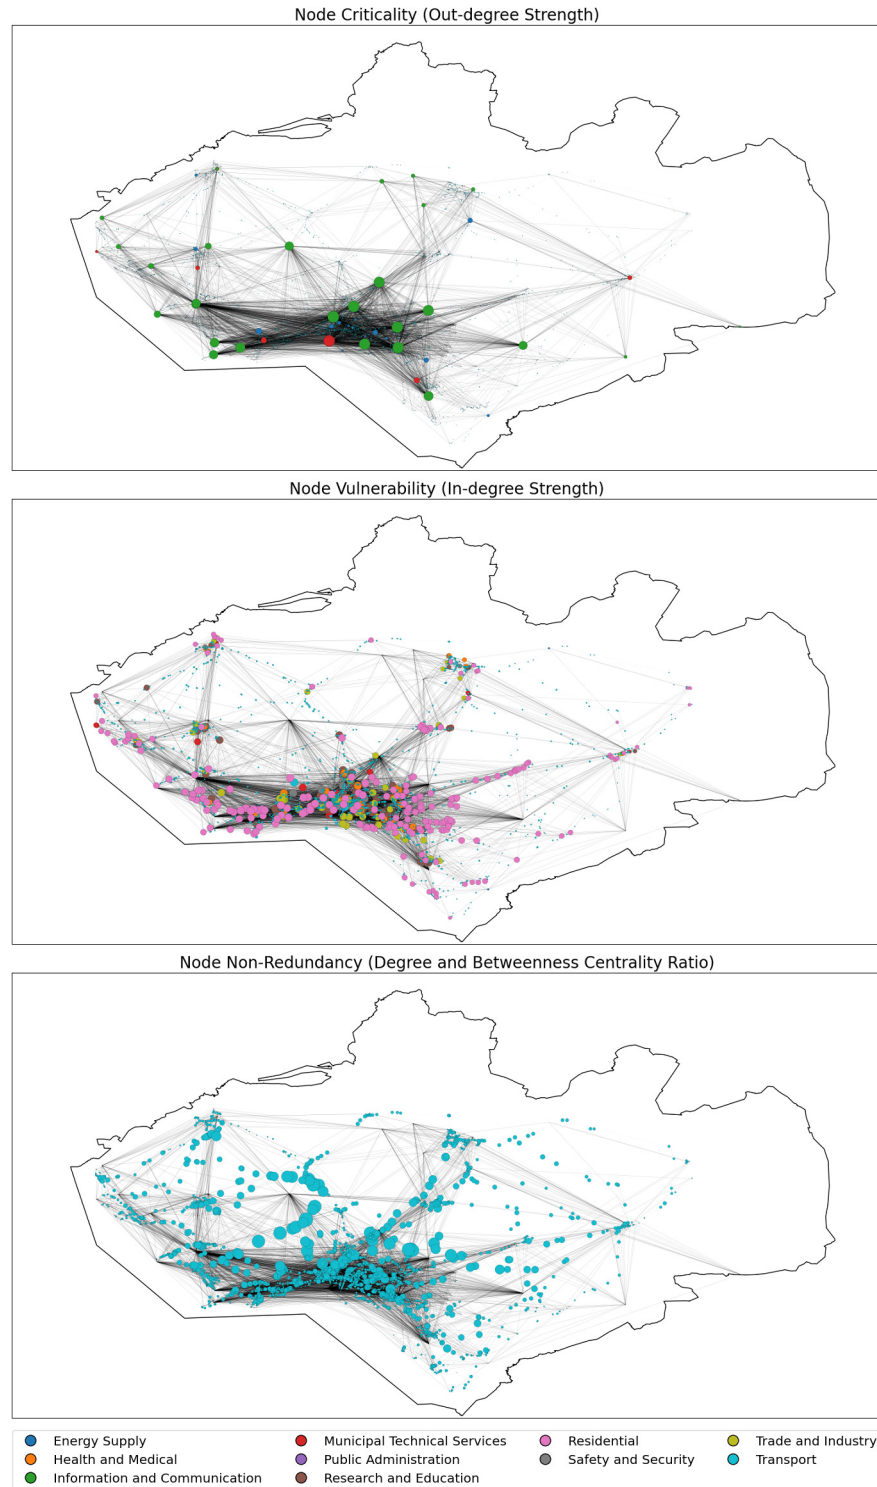 Node Criticality (Out-degree Strength)
Node Vulnerability (In-degree Strength)
Node Non-Redundancy (Degree and Betweenness Centrality Ratio)
Energy Supply
Health and Medical
Information and Communication
Municipal Technical Services
Public Administration
Research and Education
Residential
Safety and Security
Trade and Industry
Transport